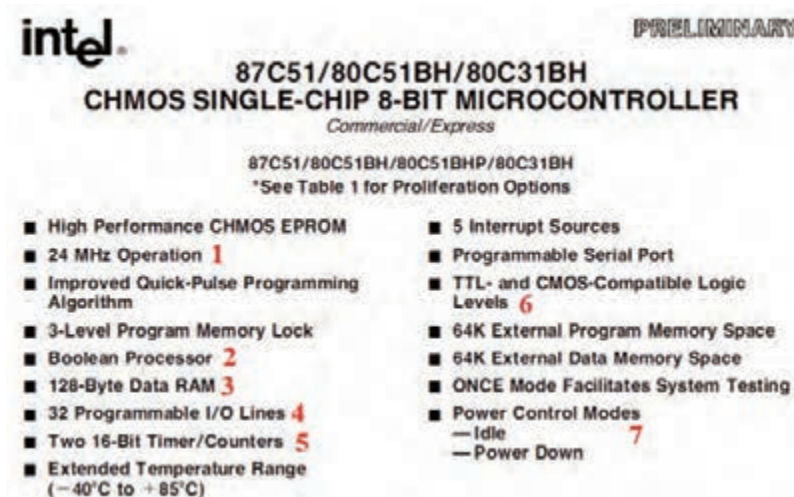 intel®
PRELIMINARY
87C51/80C51BH/80C31BH
CHMOS SINGLE-CHIP 8-BIT MICROCONTROLLER
Commercial/Express
87C51/80C51BH/80C51BHP/80C31BH
*See Table 1 for Proliferation Options
■ High Performance CHMOS EPROM
■ 24 MHz Operation 1
■ Improved Quick-Pulse Programming
Algorithm
■ 3-Level Program Memory Lock
■ Boolean Processor 2
■ 128-Byte Data RAM 3
■ 32 Programmable I/O Lines 4
■ Two 16-Bit Timer/Counters 5
■ Extended Temperature Range
(−40°C to +85°C)
■ 5 Interrupt Sources
■ Programmable Serial Port
■ TTL- and CMOS-Compatible Logic
Levels 6
■ 64K External Program Memory Space
■ 64K External Data Memory Space
■ ONCE Mode Facilitates System Testing
■ Power Control Modes
—Idle 7
—Power Down